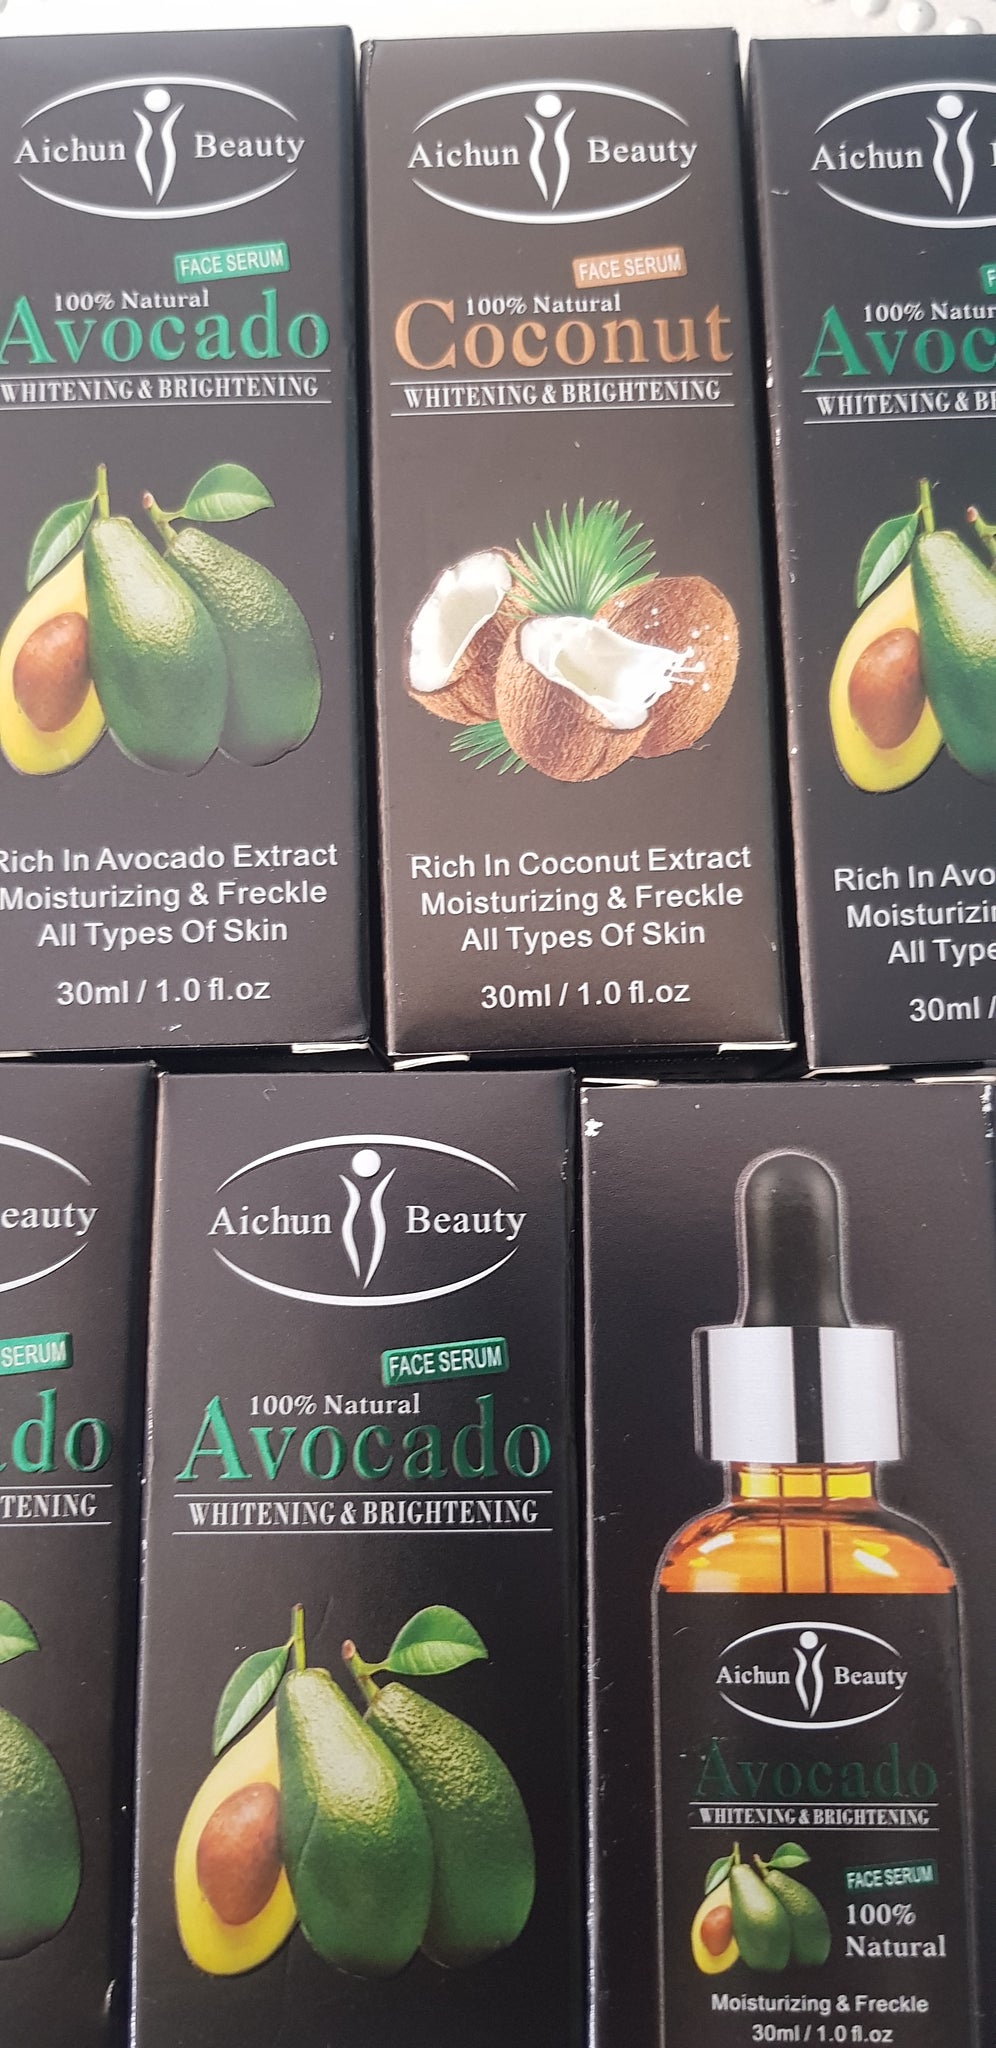 Aichun Beauty
FACE SERUM
100% Natural
Avocado
WHITENING & BRIGHTENING
Rich In Avocado Extract
Moisturizing & Freckle
All Types Of Skin
30ml / 1.0 fl.oz
Aichun Beauty
FACE SERUM
100% Natural
Coconut
WHITENING & BRIGHTENING
Rich In Coconut Extract
Moisturizing & Freckle
All Types Of Skin
30ml / 1.0 fl.oz
Aichun
100% Natur
Avoc
WHITENING & B
Rich In Avo
Moisturizi
All Type
30ml /
eauty
SERUM
do
TENING
Aichun Beauty
FACE SERUM
100% Natural
Avocado
WHITENING & BRIGHTENING
Aichun Beauty
Avocado
WHITENING & BRIGHTENING
FACE SERUM
100%
Natural
Moisturizing & Freckle
30ml / 1.0 fl.oz